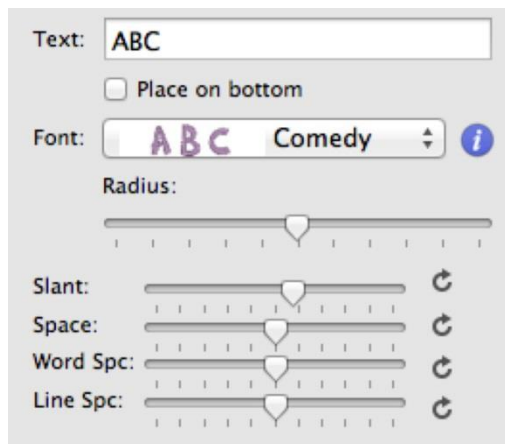 Text: ABC
Place on bottom
Font: ABC Comedy i
Radius:
Slant:
Space:
Word Spc:
Line Spc: